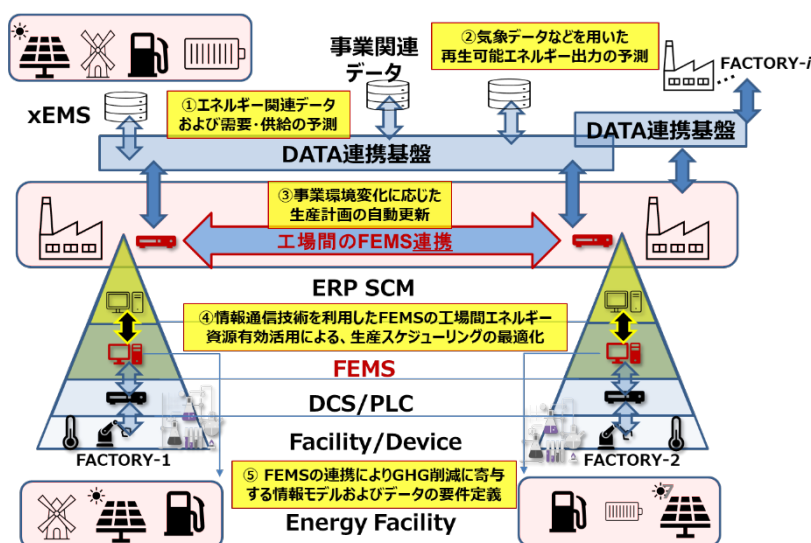 事業関連
データ
②気象データなどを用いた
再生可能エネルギー出力の予測
FACTORY-i
xEMS
①エネルギー関連データ
および需要・供給の予測
DATA連携基盤
DATA連携基盤
③事業環境変化に応じた
生産計画の自動更新
工場間のFEMS連携
ERP SCM
④情報通信技術を利用したFEMSの工場間エネルギー
資源有効活用による、生産スケジューリングの最適化
FEMS
DCS/PLC
Facility/Device
FACTORY-1
FACTORY-2
⑤ FEMSの連携によりGHG削減に寄与
する情報モデルおよびデータの要件定義
Energy Facility